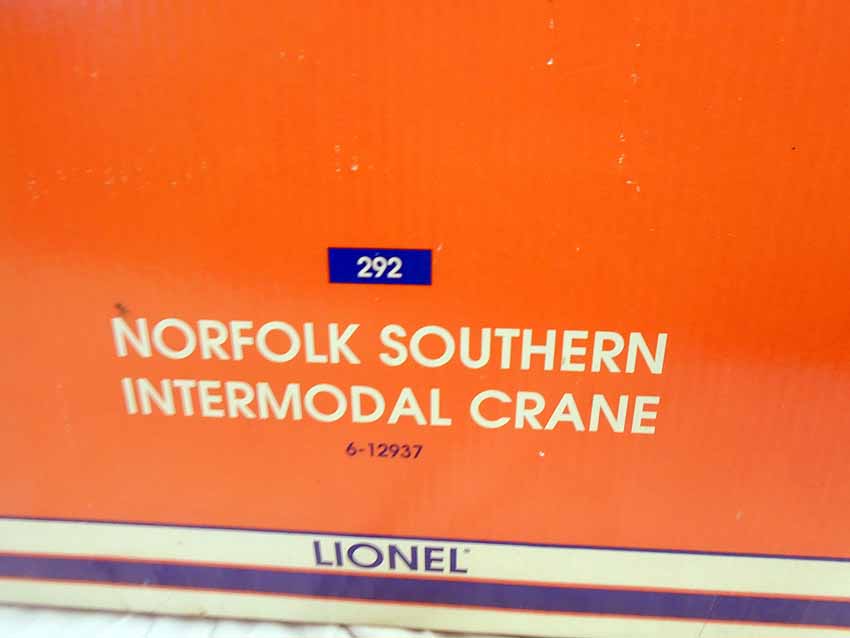 292
NORFOLK SOUTHERN
INTERMODAL CRANE
6-12937
LIONEL